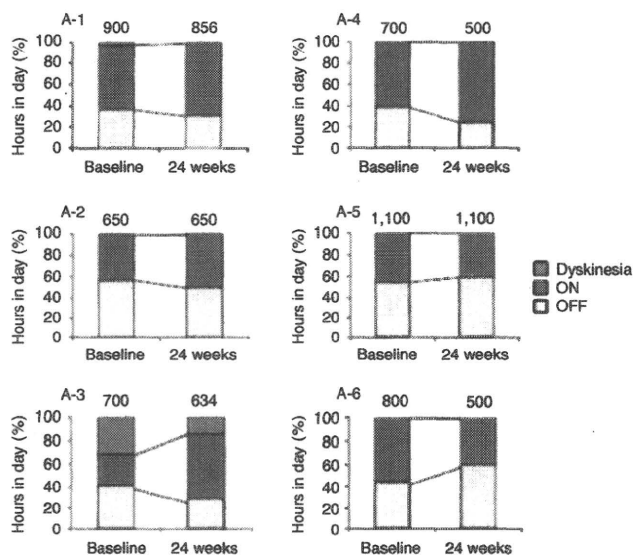 A-1
900 856
Hours in day (%)
100
80
60
40
20
0
Baseline 24 weeks
A-4
700 500
Hours in day (%)
100
80
60
40
20
0
Baseline 24 weeks
A-2
650 650
Hours in day (%)
100
80
60
40
20
0
Baseline 24 weeks
A-5
1,100 1,100
Hours in day (%)
100
80
60
40
20
0
Baseline 24 weeks
Dyskinesia
ON
OFF
A-3
700 634
Hours in day (%)
100
80
60
40
20
0
Baseline 24 weeks
A-6
800 500
Hours in day (%)
100
80
60
40
20
0
Baseline 24 weeks